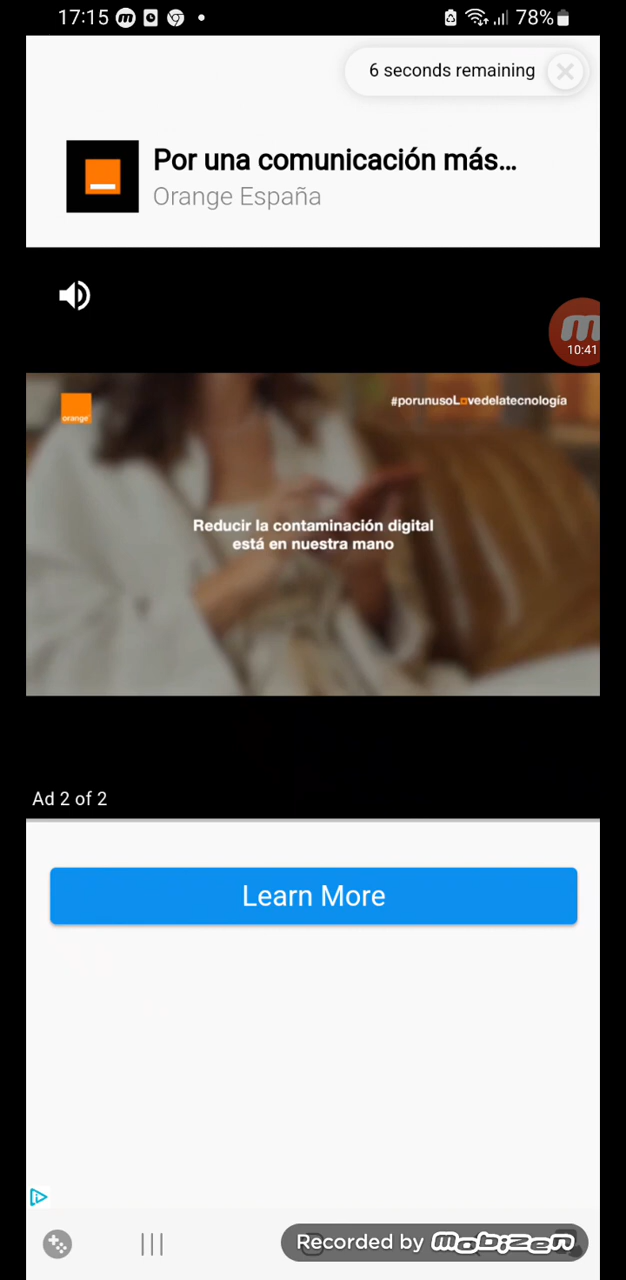 17:15
78%
6 seconds remaining
Por una comunicación más...
Orange España
10:41
orange
#porunusoLovedelatecnología
Reducir la contaminación digital
está en nuestra mano
Ad 2 of 2
Learn More
Recorded by mobizen